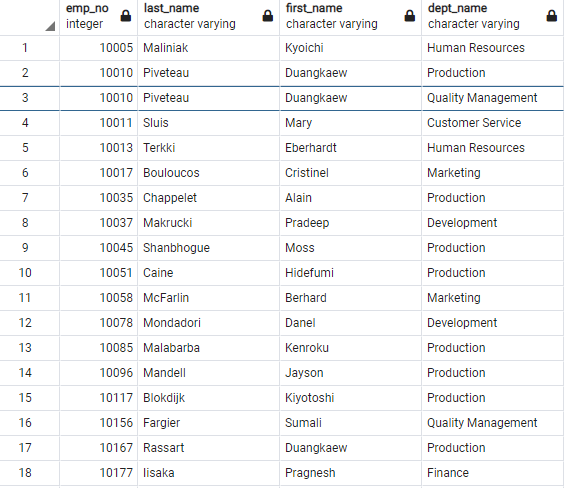 emp_no last_name first_name dept_name
integer character varying character varying character varying
1 10005 Maliniak Kyoichi Human Resources
2 10010 Piveteau Duangkaew Production
3 10010 Piveteau Duangkaew Quality Management
4 10011 Sluis Mary Customer Service
5 10013 Terkki Eberhardt Human Resources
6 10017 Bouloucos Cristinel Marketing
7 10035 Chappelet Alain Production
8 10037 Makrucki Pradeep Development
9 10045 Shanbhogue Moss Production
10 10051 Caine Hidefumi Production
11 10058 McFarlin Berhard Marketing
12 10078 Mondadori Danel Development
13 10085 Malabarba Kenroku Production
14 10096 Mandell Jayson Production
15 10117 Blokdijk Kiyotoshi Production
16 10156 Fargier Sumali Quality Management
17 10167 Rassart Duangkaew Production
18 10177 Iisaka Pragnesh Finance